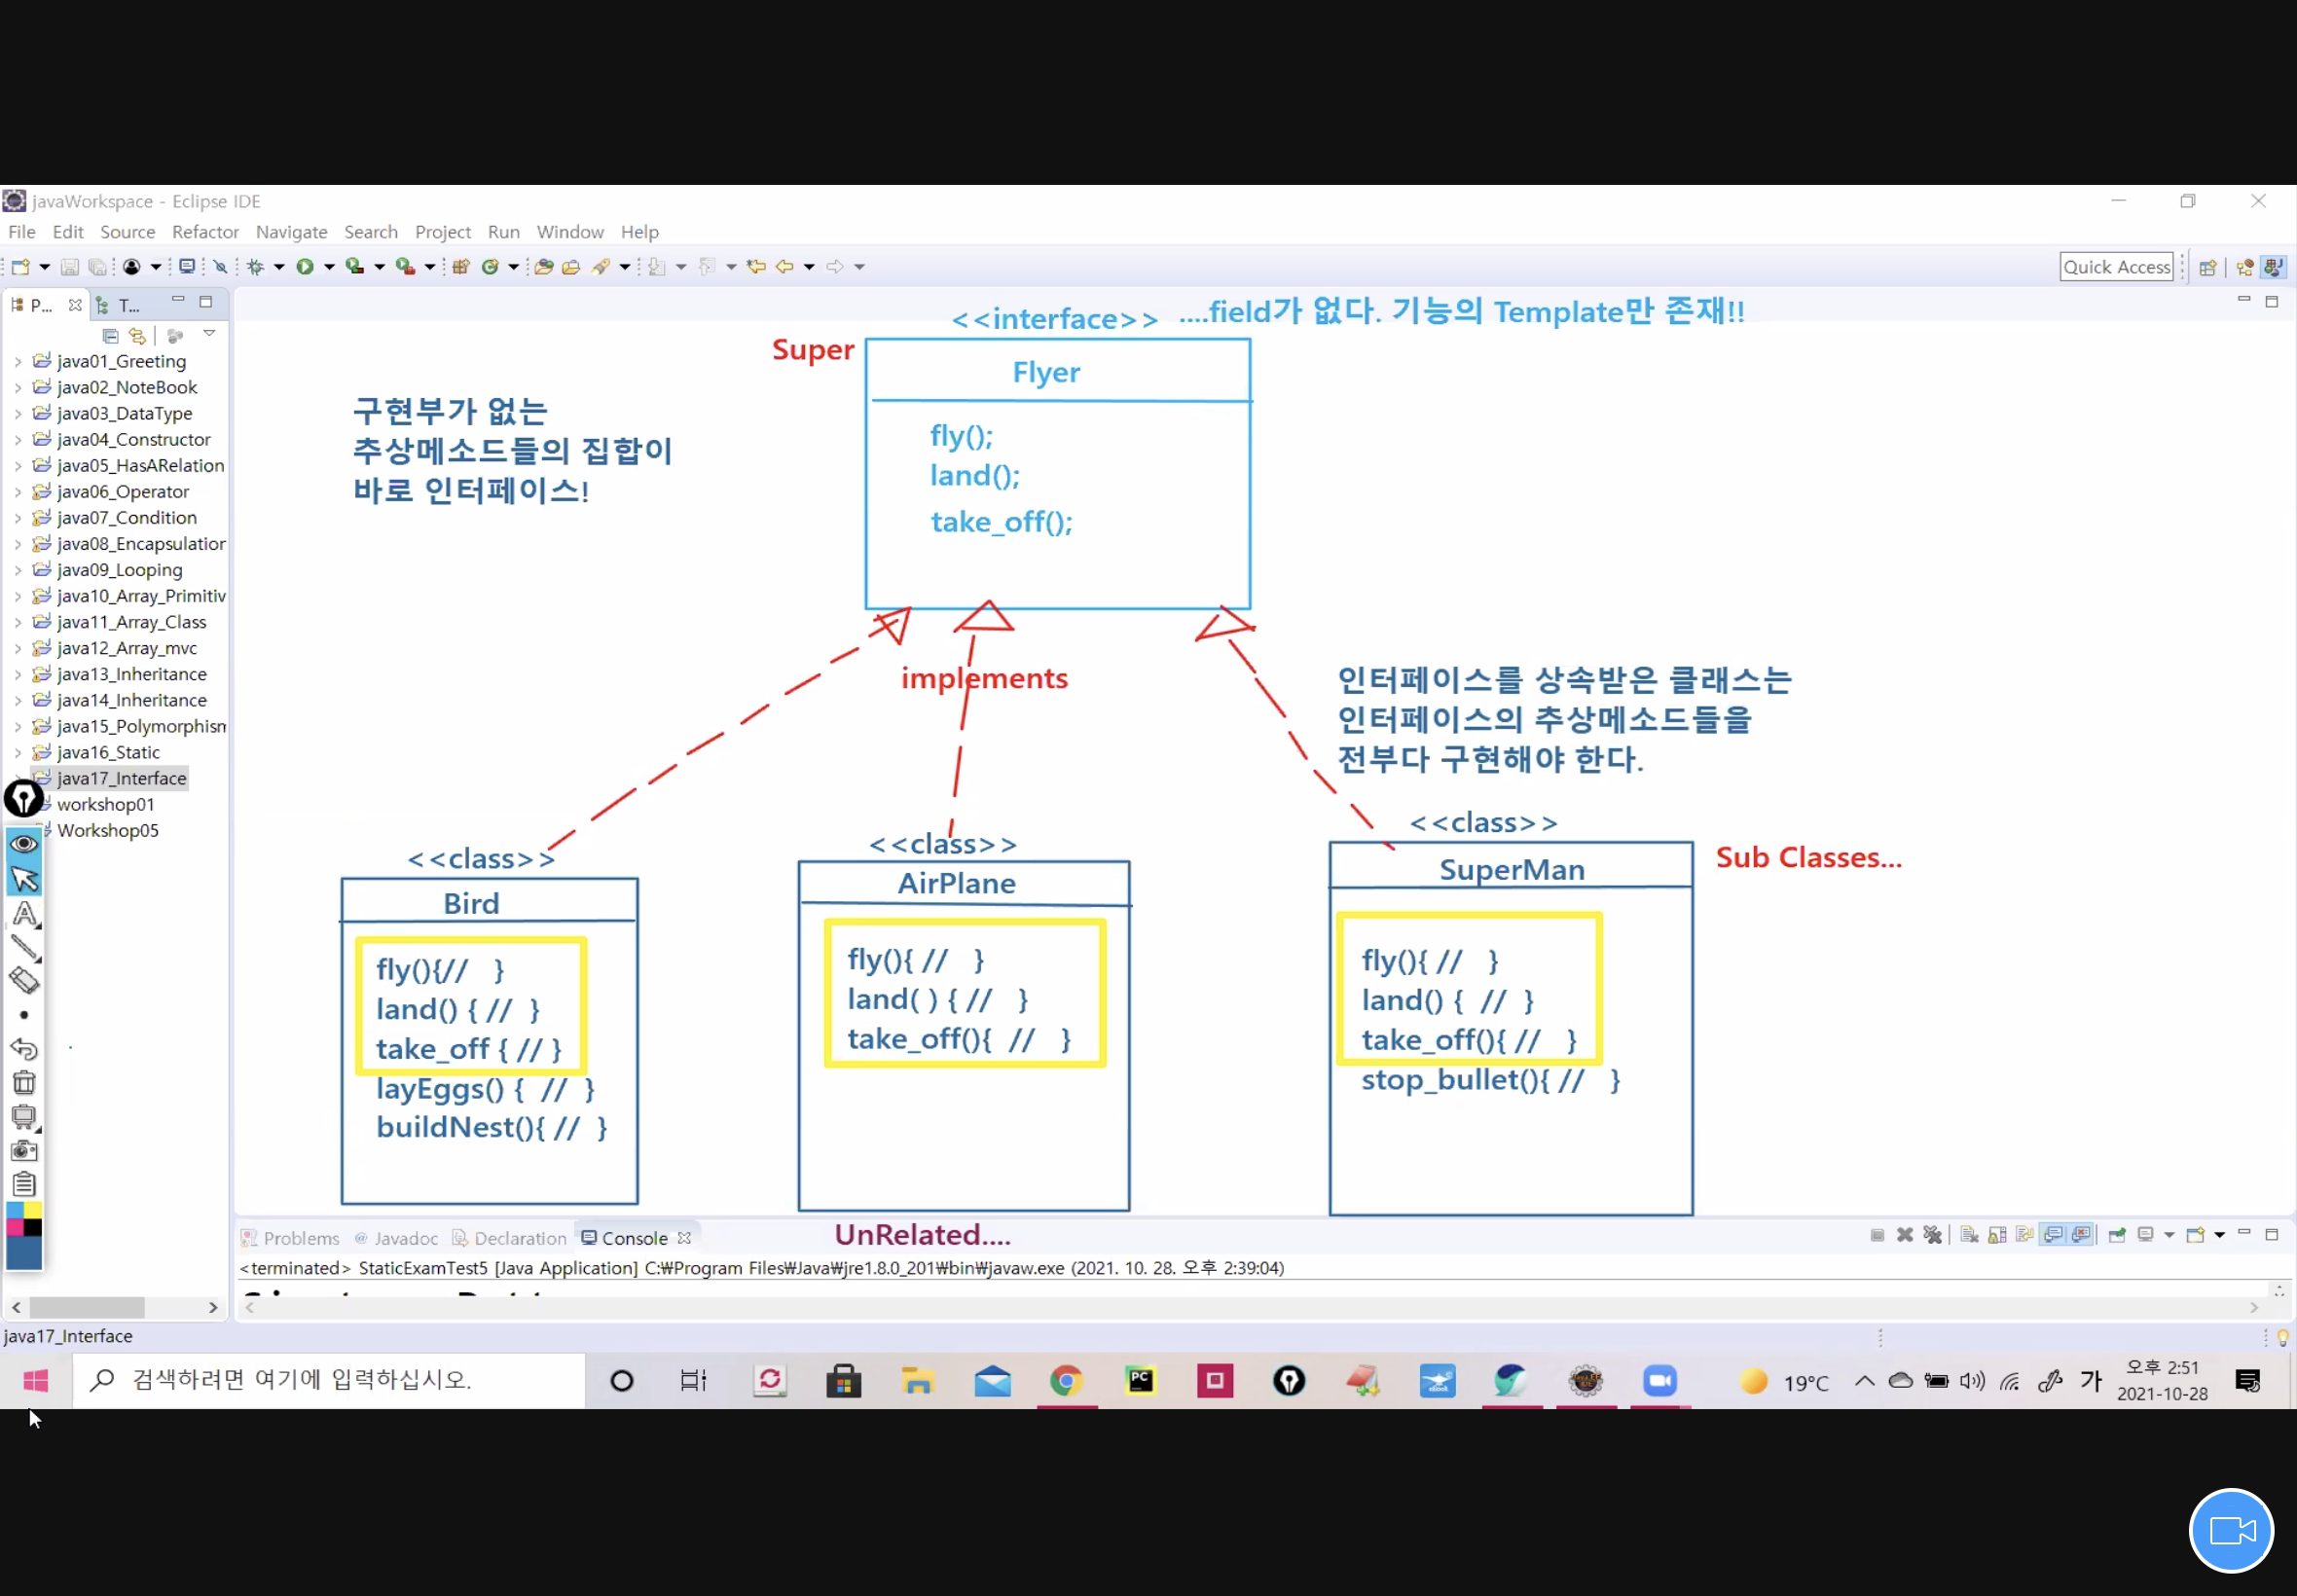 javaWorkspace - Eclipse IDE
File Edit Source Refactor Navigate Search Project Run Window Help
Quick Access
P... T...
java01_Greeting
java02_NoteBook
java03_DataType
java04_Constructor
java05_HasARelation
java06_Operator
java07_Condition
java08_Encapsulation
java09_Looping
java10_Array_Primitiv
java11_Array_Class
java12_Array_mvc
java13_Inheritance
java14_Inheritance
java15_Polymorphism
java16_Static
java17_Interface
workshop01
Workshop05
<<interface>> ....field가 없다. 기능의 Template만 존재!!
Super
Flyer
fly();
land();
take_off();
구현부가 없는
추상메소드들의 집합이
바로 인터페이스!
implements
인터페이스를 상속받은 클래스는
인터페이스의 추상메소드들을
전부다 구현해야 한다.
<<class>>
Bird
fly(){// }
land() { // }
take_off { // }
layEggs() { // }
buildNest(){ // }
<<class>>
AirPlane
fly(){ // }
land( ) { // }
take_off(){ // }
<<class>>
SuperMan
Sub Classes...
fly(){ // }
land() { // }
take_off(){ // }
stop_bullet(){ // }
UnRelated....
Problems @ Javadoc Declaration Console
<terminated> StaticExamTest5 [Java Application] C:₩Program Files₩Java₩jre1.8.0_201₩bin₩javaw.exe (2021. 10. 28. 오후 2:39:04)
java17_Interface
검색하려면 여기에 입력하십시오.
PC
19°C
가
오후 2:51
2021-10-28